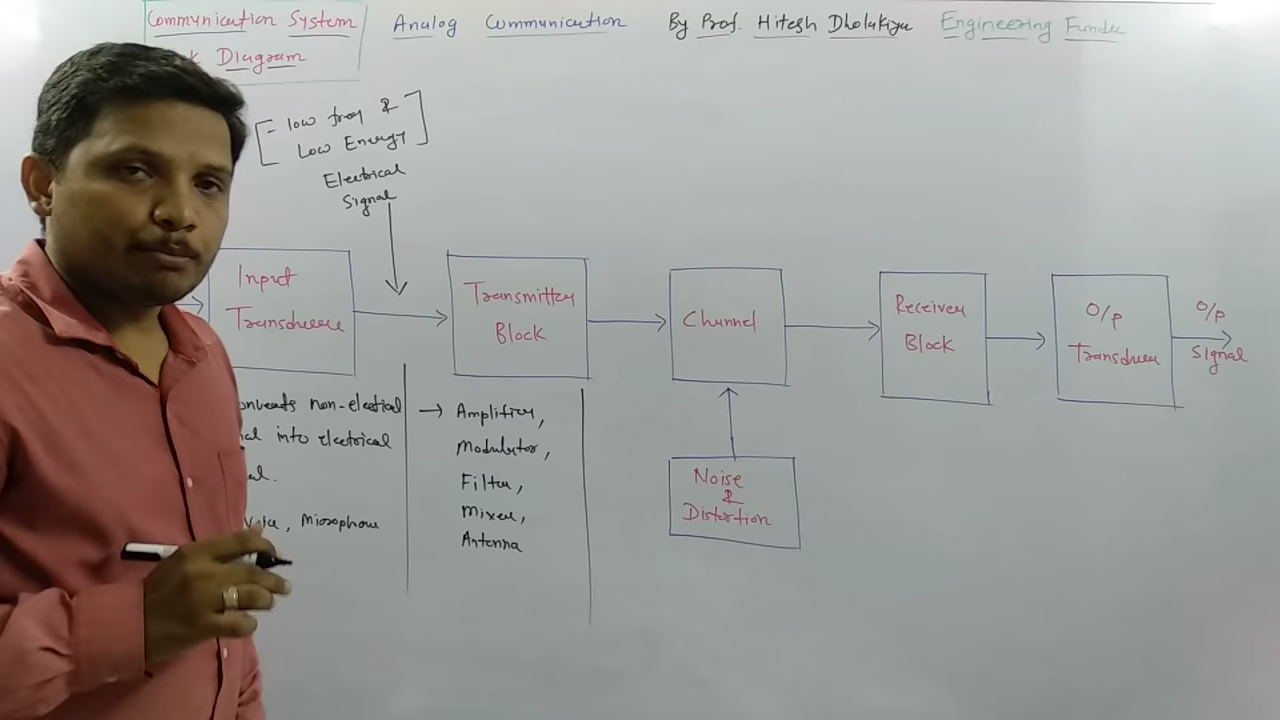 Communication System
Diagram
Analog Communication
By Prof. Hitesh Dholakiya
Engineering Funda
- low freq &
Low Energy
Electrical
Signal
Input
Transducer
Transmitter
Block
Channel
Receiver
Block
O/p
Transducer
O/p
Signal
non-electrical
into electrical
, Microphone
→ Amplifier,
Modulator,
Filter,
Mixer,
Antenna
Noise
&
Distortion